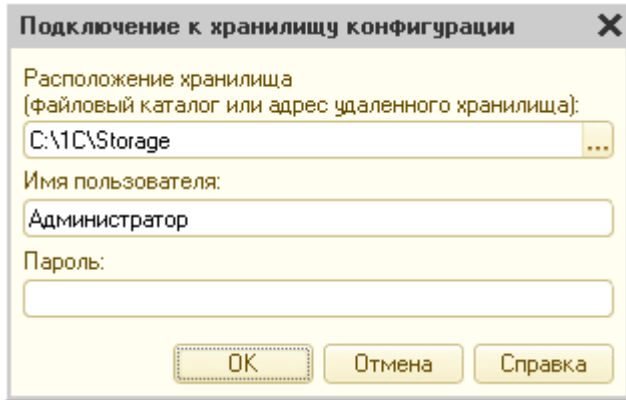 Подключение к хранилищу конфигурации
Расположение хранилища
(файловый каталог или адрес удаленного хранилища):
C:\1C\Storage
...
Имя пользователя:
Администратор
Пароль:
OK Отмена Справка